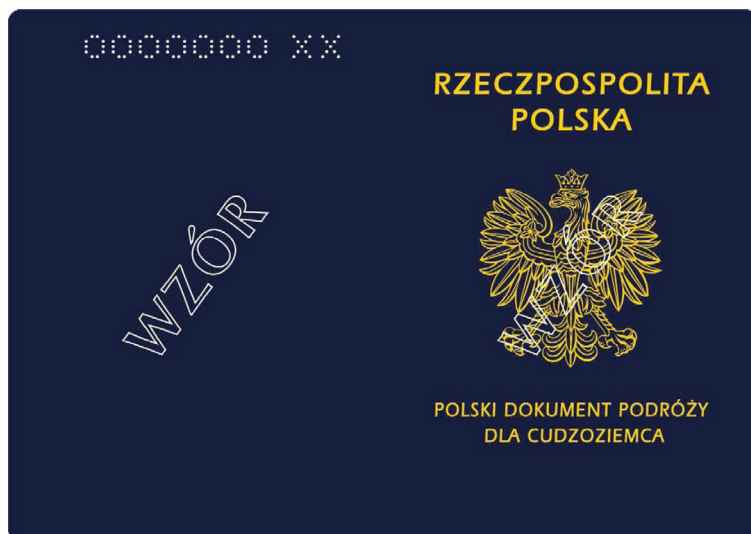 0000000 XX
WZÓR
RZECZPOSPOLITA
POLSKA
WZÓR
POLSKI DOKUMENT PODRÓŻY
DLA CUDZOZIEMCA